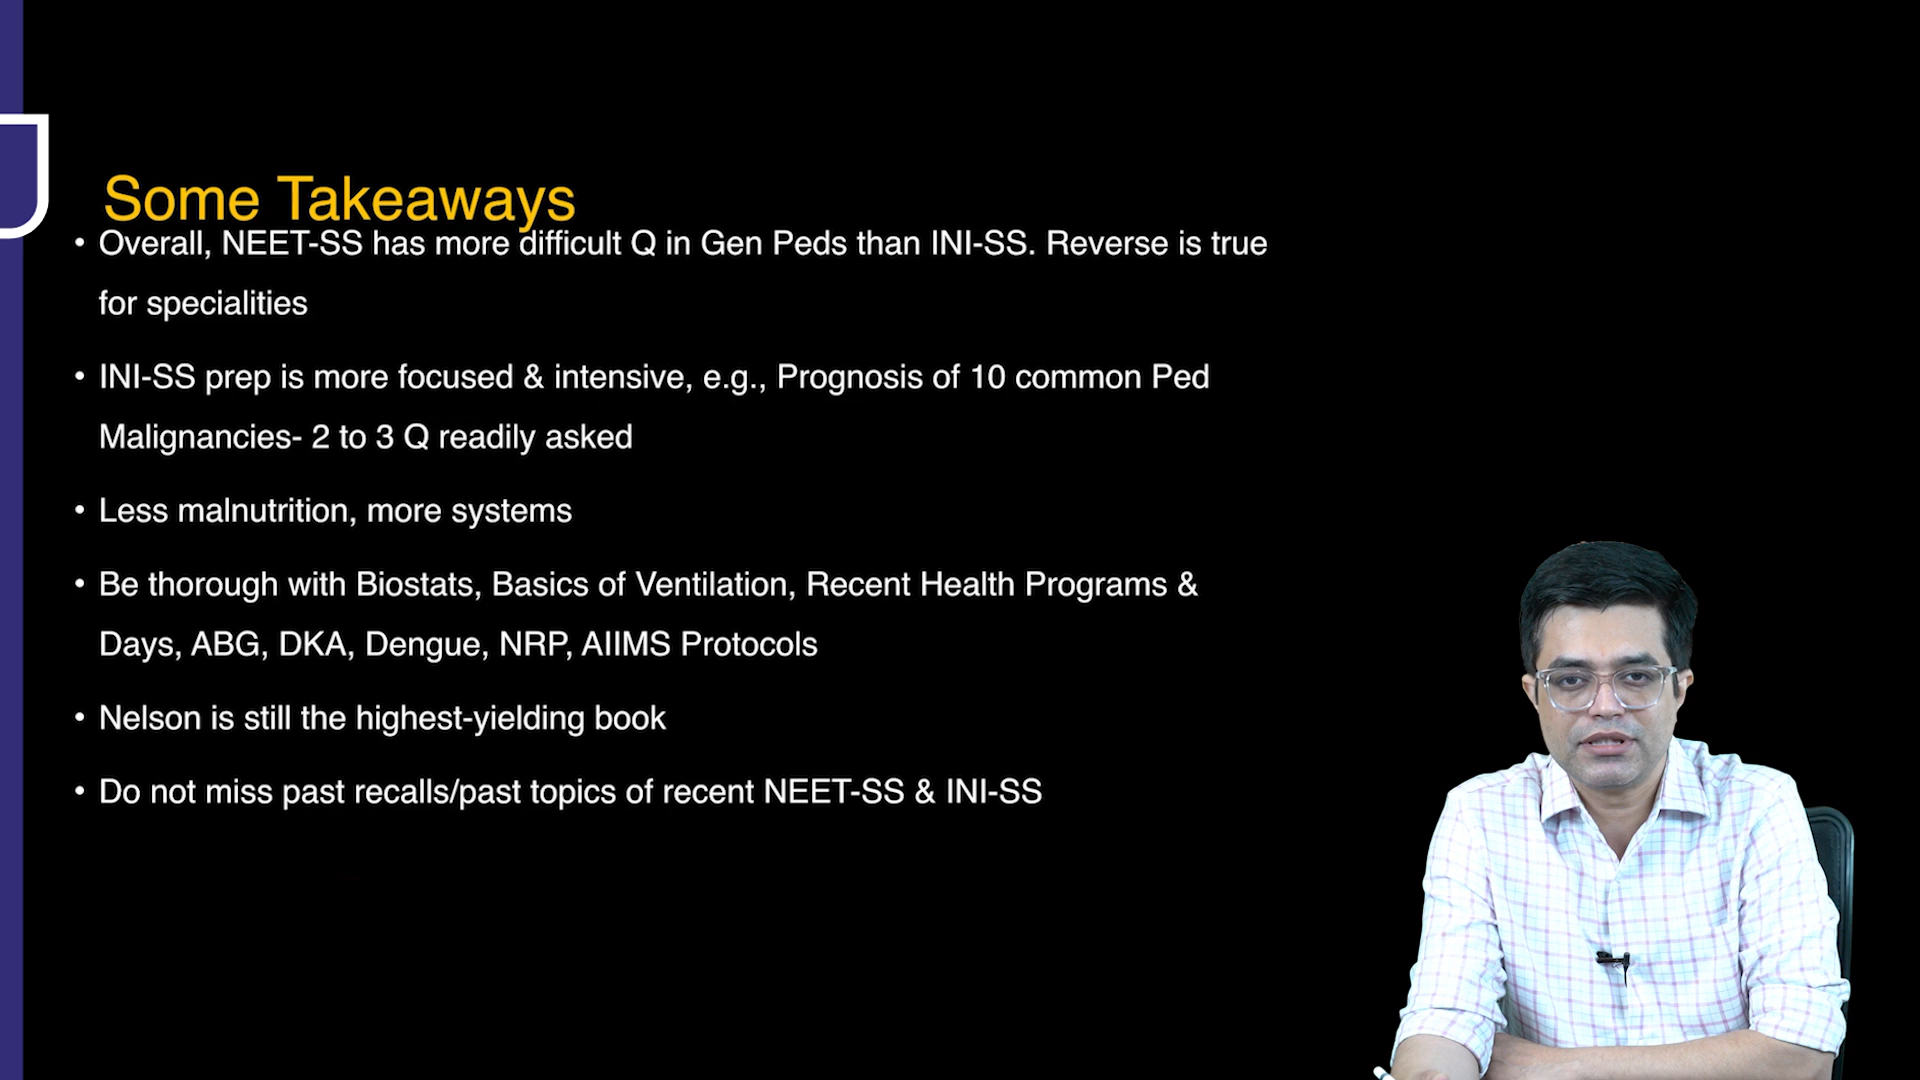 Some Takeaways
• Overall, NEET-SS has more difficult Q in Gen Peds than INI-SS. Reverse is true
for specialities
• INI-SS prep is more focused & intensive, e.g., Prognosis of 10 common Ped
Malignancies- 2 to 3 Q readily asked
• Less malnutrition, more systems
• Be thorough with Biostats, Basics of Ventilation, Recent Health Programs &
Days, ABG, DKA, Dengue, NRP, AIIMS Protocols
• Nelson is still the highest-yielding book
• Do not miss past recalls/past topics of recent NEET-SS & INI-SS